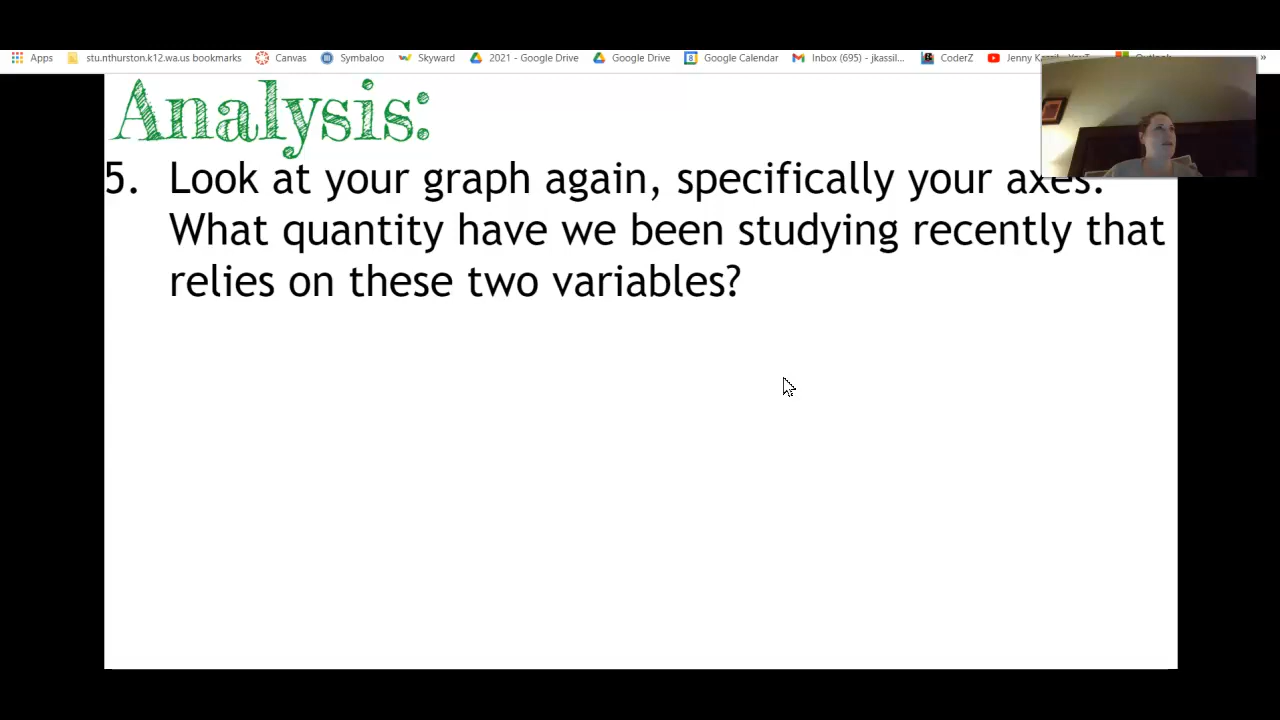 Apps stu.nthurston.k12.wa.us bookmarks Canvas Symbaloo Skyward 2021 - Google Drive Google Drive Google Calendar Inbox (695) - jkassil... CoderZ Jenny »
Analysis:
5. Look at your graph again, specifically your axes.
What quantity have we been studying recently that
relies on these two variables?